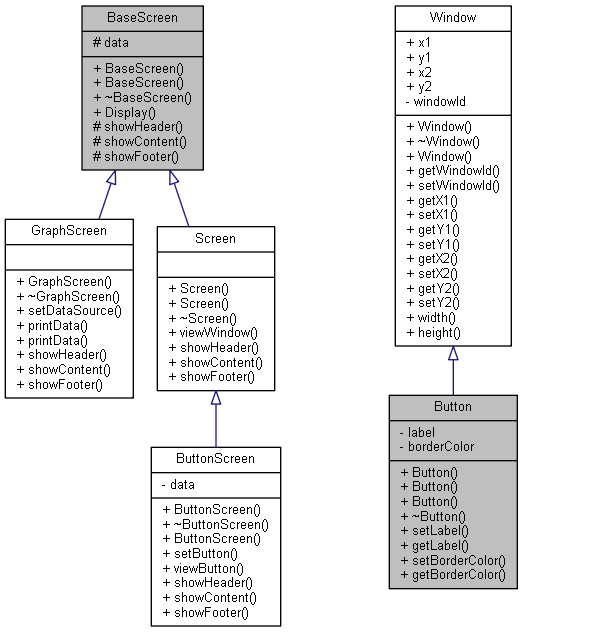 BaseScreen
# data
+ BaseScreen()
+ BaseScreen()
+ ~BaseScreen()
+ Display()
# showHeader()
# showContent()
# showFooter()
GraphScreen
+ GraphScreen()
+ ~GraphScreen()
+ setDataSource()
+ printData()
+ printData()
+ showHeader()
+ showContent()
+ showFooter()
Screen
+ Screen()
+ Screen()
+ ~Screen()
+ viewWindow()
+ showHeader()
+ showContent()
+ showFooter()
ButtonScreen
- data
+ ButtonScreen()
+ ~ButtonScreen()
+ ButtonScreen()
+ setButton()
+ viewButton()
+ showHeader()
+ showContent()
+ showFooter()
Window
+ x1
+ y1
+ x2
+ y2
- windowId
+ Window()
+ ~Window()
+ Window()
+ getWindowId()
+ setWindowId()
+ getX1()
+ setX1()
+ getY1()
+ setY1()
+ getX2()
+ setX2()
+ getY2()
+ setY2()
+ width()
+ height()
Button
- label
- borderColor
+ Button()
+ Button()
+ Button()
+ ~Button()
+ setLabel()
+ getLabel()
+ setBorderColor()
+ getBorderColor()